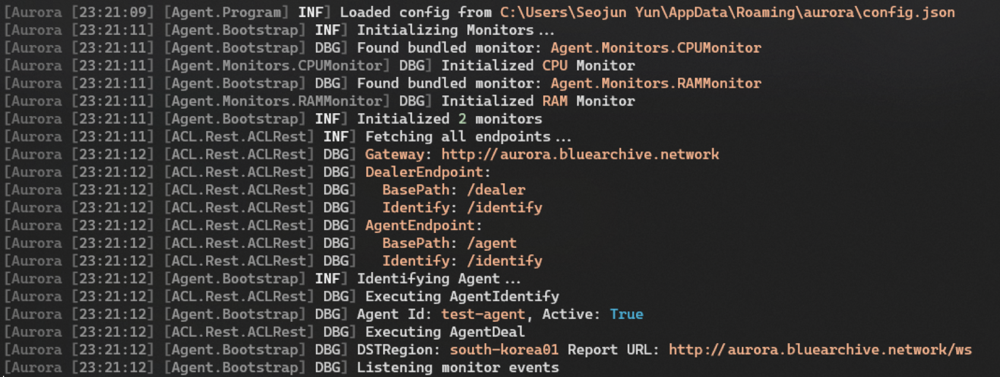 [Aurora [23:21:09] [Agent.Program] INF] Loaded config from C:\Users\Seojun Yun\AppData\Roaming\aurora\config.json
[Aurora [23:21:11] [Agent.Bootstrap] INF] Initializing Monitors...
[Aurora [23:21:11] [Agent.Bootstrap] DBG] Found bundled monitor: Agent.Monitors.CPUMonitor
[Aurora [23:21:11] [Agent.Monitors.CPUMonitor] DBG] Initialized CPU Monitor
[Aurora [23:21:11] [Agent.Bootstrap] DBG] Found bundled monitor: Agent.Monitors.RAMMonitor
[Aurora [23:21:11] [Agent.Monitors.RAMMonitor] DBG] Initialized RAM Monitor
[Aurora [23:21:11] [Agent.Bootstrap] INF] Initialized 2 monitors
[Aurora [23:21:11] [ACL.Rest.ACLRest] INF] Fetching all endpoints...
[Aurora [23:21:12] [ACL.Rest.ACLRest] DBG] Gateway: http://aurora.bluearchive.network
[Aurora [23:21:12] [ACL.Rest.ACLRest] DBG] DealerEndpoint:
[Aurora [23:21:12] [ACL.Rest.ACLRest] DBG]   BasePath: /dealer
[Aurora [23:21:12] [ACL.Rest.ACLRest] DBG]   Identify: /identify
[Aurora [23:21:12] [ACL.Rest.ACLRest] DBG] AgentEndpoint:
[Aurora [23:21:12] [ACL.Rest.ACLRest] DBG]   BasePath: /agent
[Aurora [23:21:12] [ACL.Rest.ACLRest] DBG]   Identify: /identify
[Aurora [23:21:12] [Agent.Bootstrap] INF] Identifying Agent...
[Aurora [23:21:12] [ACL.Rest.ACLRest] DBG] Executing AgentIdentify
[Aurora [23:21:12] [Agent.Bootstrap] DBG] Agent Id: test-agent, Active: True
[Aurora [23:21:12] [ACL.Rest.ACLRest] DBG] Executing AgentDeal
[Aurora [23:21:12] [Agent.Bootstrap] DBG] DSTRegion: south-korea01 Report URL: http://aurora.bluearchive.network/ws
[Aurora [23:21:12] [Agent.Bootstrap] DBG] Listening monitor events